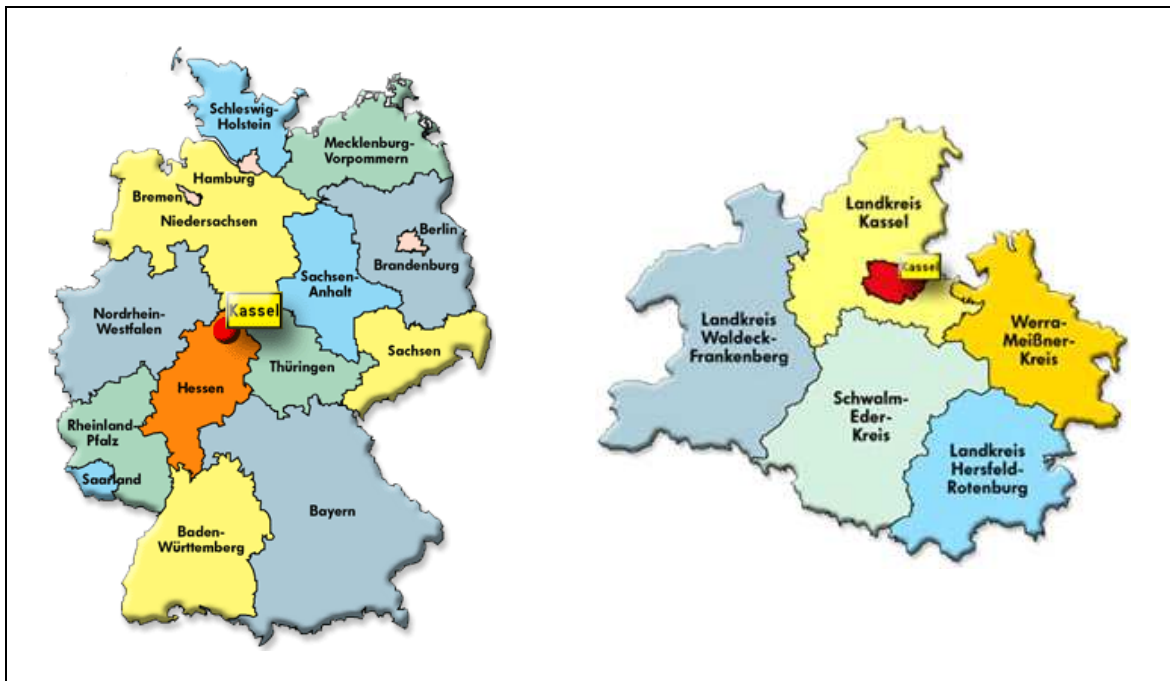 Schleswig-
Holstein
Mecklenburg-
Vorpommern
Hamburg
Bremen
Niedersachsen
Berlin
Brandenburg
Sachsen-
Anhalt
Nordrhein-
Westfalen
Kassel
Sachsen
Thüringen
Hessen
Rheinland-
Pfalz
Saarland
Bayern
Baden-
Württemberg
Landkreis
Kassel
Kassel
Landkreis
Waldeck-
Frankenberg
Werra-
Meißner-
Kreis
Schwalm-
Eder-
Kreis
Landkreis
Hersfeld-
Rotenburg